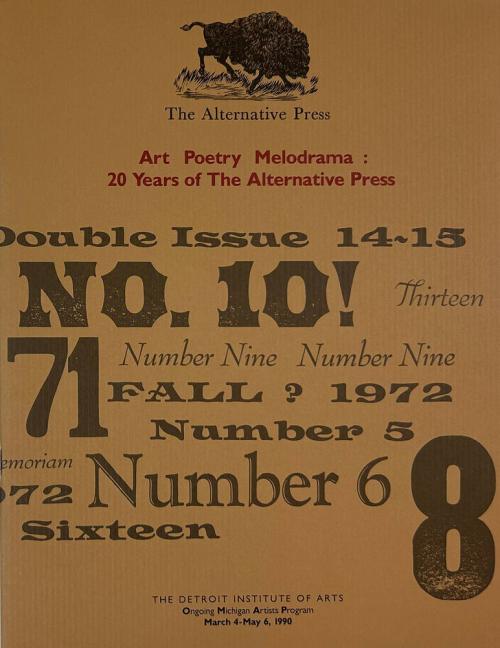 The Alternative Press
Art Poetry Melodrama :
20 Years of The Alternative Press
Double Issue 14~15
NO. 10!
Thirteen
71
Number Nine Number Nine
FALL ? 1972
Number 5
emoriam
972 Number 6
8
Sixteen
THE DETROIT INSTITUTE OF ARTS
Ongoing Michigan Artists Program
March 4-May 6, 1990